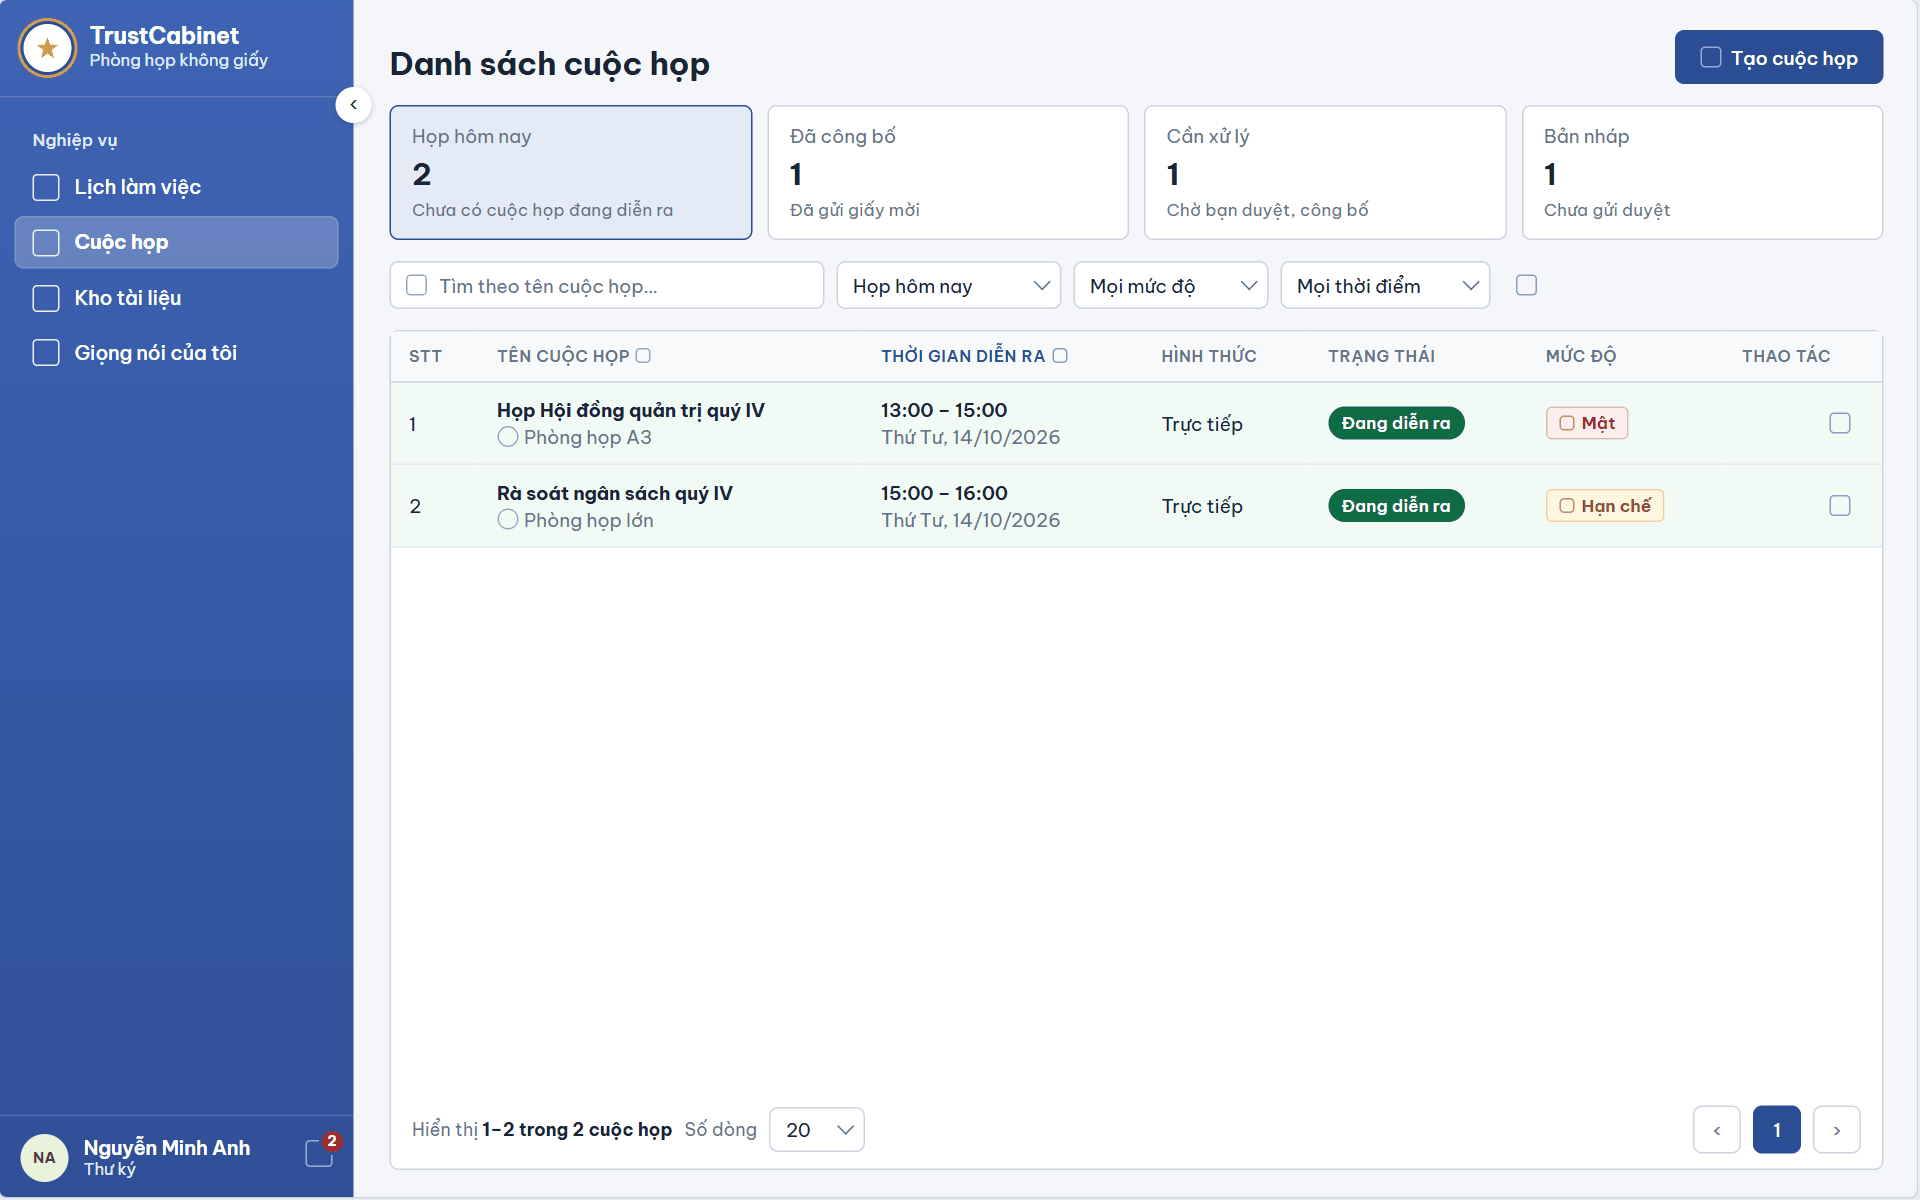 TrustCabinet
Phòng họp không giấy
Nghiệp vụ
Lịch làm việc
Cuộc họp
Kho tài liệu
Giọng nói của tôi
NA
Nguyễn Minh Anh
Thư ký
2
Danh sách cuộc họp
Tạo cuộc họp
Họp hôm nay
2
Chưa có cuộc họp đang diễn ra
Đã công bố
1
Đã gửi giấy mời
Cần xử lý
1
Chờ bạn duyệt, công bố
Bản nháp
1
Chưa gửi duyệt
Tìm theo tên cuộc họp...
Họp hôm nay
Mọi mức độ
Mọi thời điểm
STT TÊN CUỘC HỌP THỜI GIAN DIỄN RA HÌNH THỨC TRẠNG THÁI MỨC ĐỘ THAO TÁC
1 Họp Hội đồng quản trị quý IV 13:00 – 15:00 Trực tiếp Đang diễn ra Mật
Phòng họp A3 Thứ Tư, 14/10/2026
2 Rà soát ngân sách quý IV 15:00 – 16:00 Trực tiếp Đang diễn ra Hạn chế
Phòng họp lớn Thứ Tư, 14/10/2026
Hiển thị 1–2 trong 2 cuộc họp Số dòng 20
‹ 1 ›